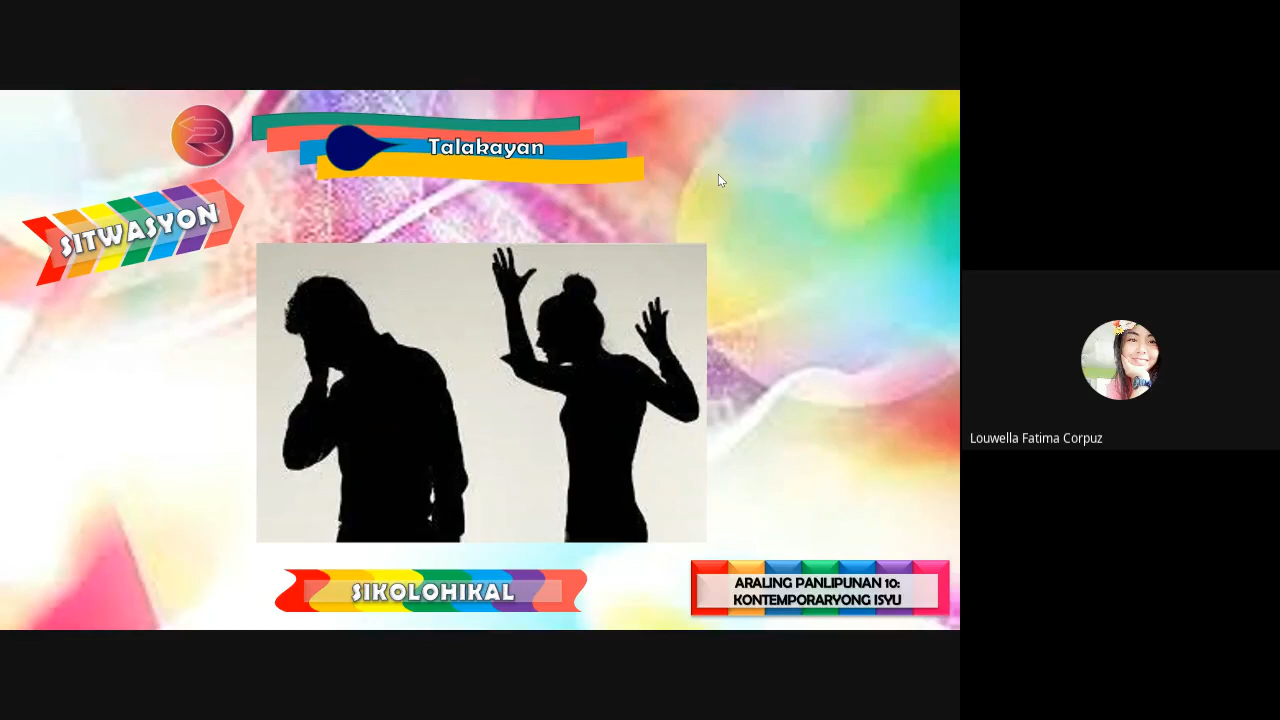 Talakayan
SITWASYON
SIKOLOHIKAL
ARALING PANLIPUNAN 10:
KONTEMPORARYONG ISYU
Louwella Fatima Corpuz